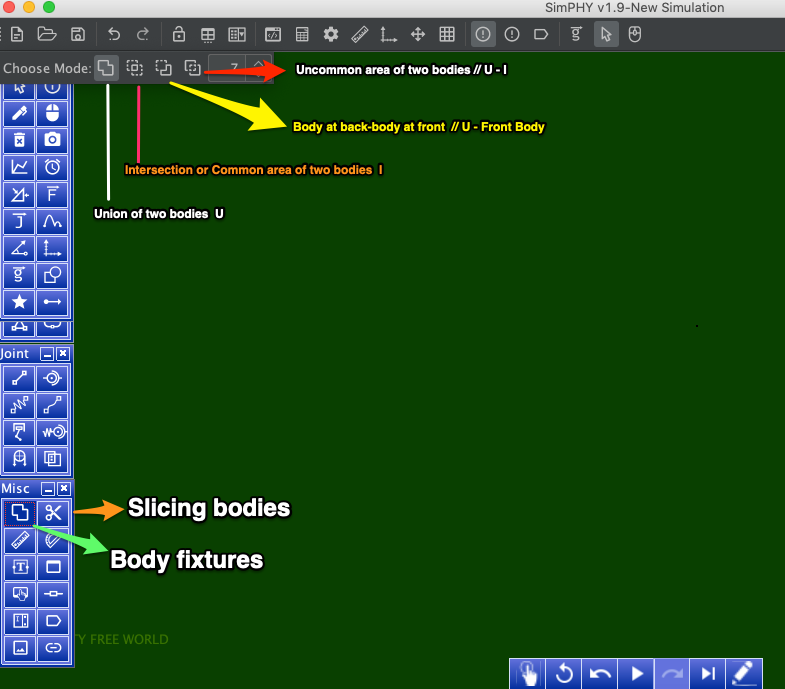 SimPHY v1.9-New Simulation
Choose Mode:
7
Uncommon area of two bodies // U - I
Body at back-body at front // U - Front Body
Intersection or Common area of two bodies I
Union of two bodies U
Joint
Misc
Slicing bodies
Body fixtures
FREE WORLD